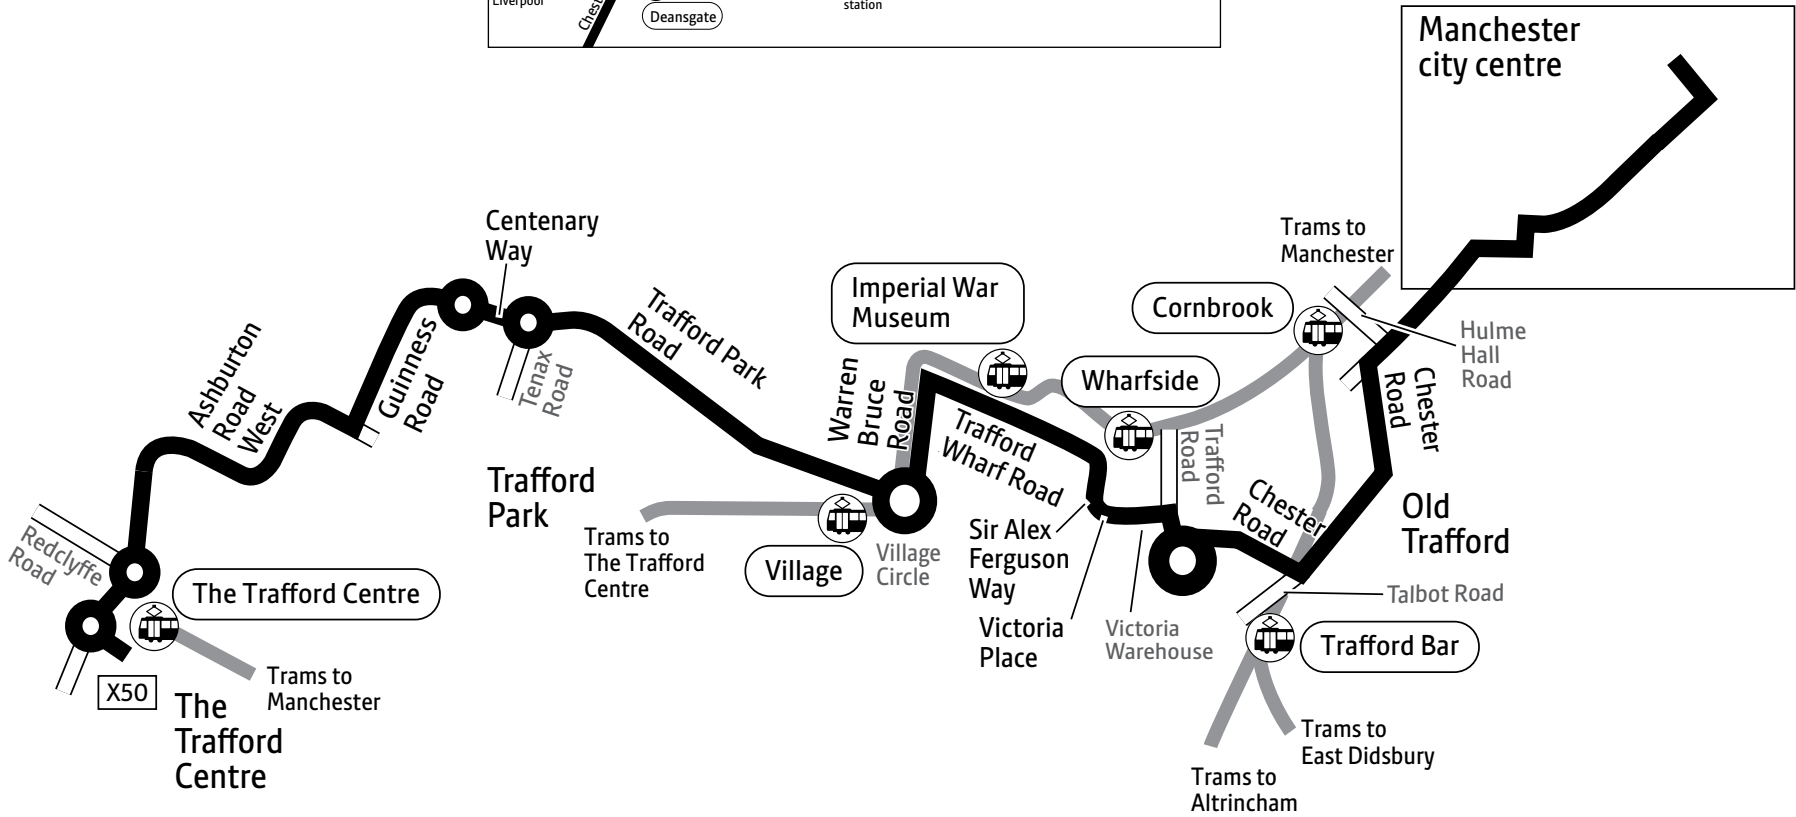 Liverpool
Chest
Deansgate
station
Manchester
city centre
Centenary
Way
Trams to
Manchester
Imperial War
Museum
Cornbrook
Hulme
Hall
Road
Wharfside
Trafford Park
Road
Ashburton
Road
West
Guinness
Road
Tenax
Road
Warren
Bruce
Road
Trafford
Wharf Road
Trafford
Road
Chester
Road
Chester
Road
Old
Trafford
Trafford
Park
Trams to
The Trafford
Centre
Village
Village
Circle
Sir Alex
Ferguson
Way
Victoria
Place
Victoria
Warehouse
Talbot Road
Trafford Bar
Redclyffe
Road
The Trafford Centre
Trams to
Manchester
X50
The
Trafford
Centre
Trams to
East Didsbury
Trams to
Altrincham